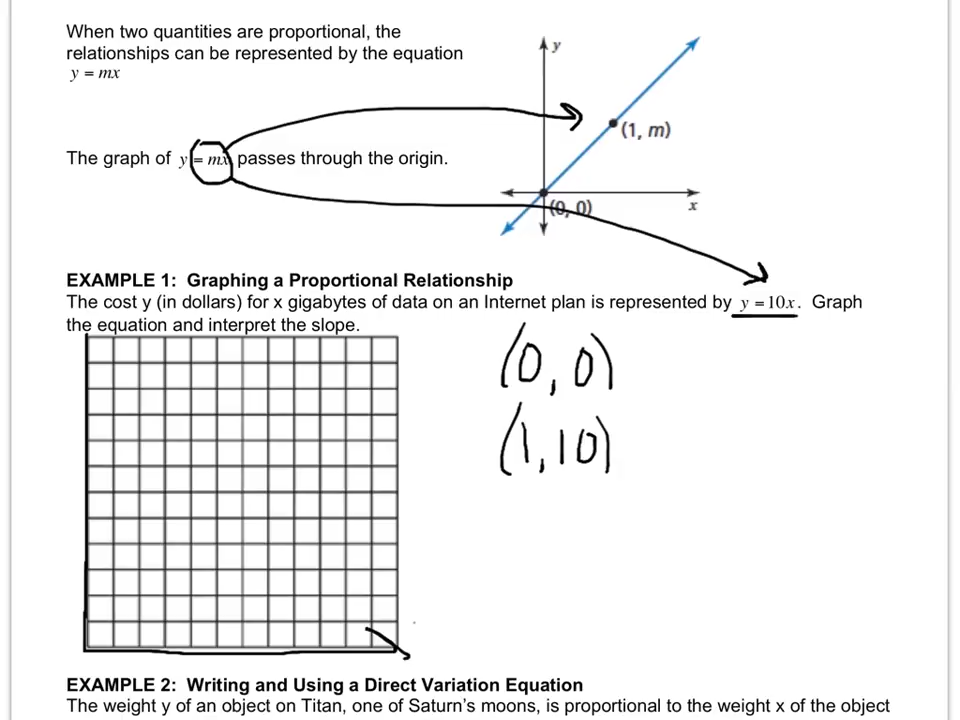 When two quantities are proportional, the
relationships can be represented by the equation
y = mx
y
(1, m)
The graph of y = mx passes through the origin.
(0, 0)
x
EXAMPLE 1: Graphing a Proportional Relationship
The cost y (in dollars) for x gigabytes of data on an Internet plan is represented by y = 10x. Graph
the equation and interpret the slope.
(0, 0)
(1, 10)
EXAMPLE 2: Writing and Using a Direct Variation Equation
The weight y of an object on Titan, one of Saturn's moons, is proportional to the weight x of the object